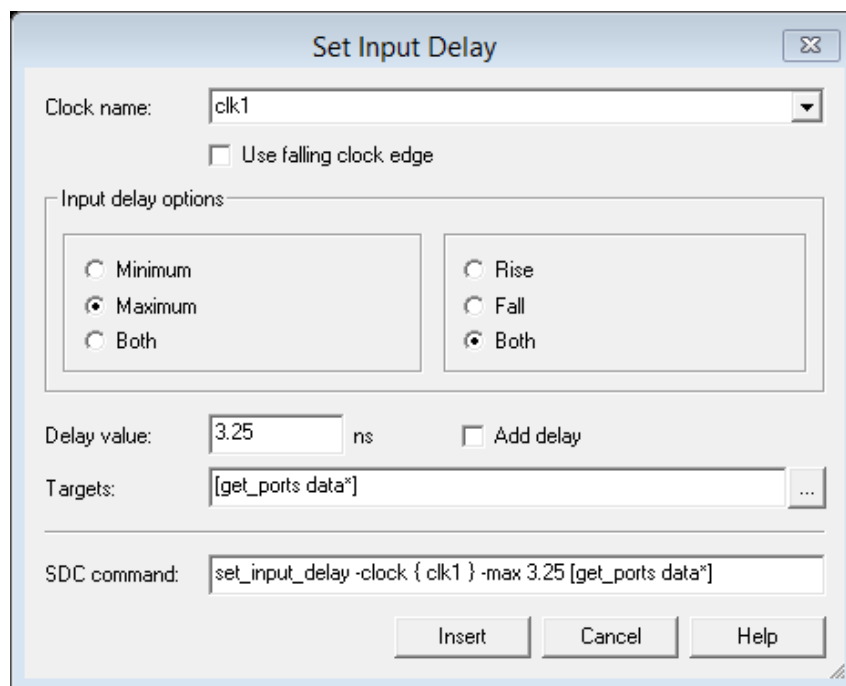 Set Input Delay
Clock name: clk1
Use falling clock edge
Input delay options
Minimum Rise
Maximum Fall
Both Both
Delay value: 3.25 ns Add delay
Targets: [get_ports data*] ...
SDC command: set_input_delay -clock { clk1 } -max 3.25 [get_ports data*]
Insert Cancel Help